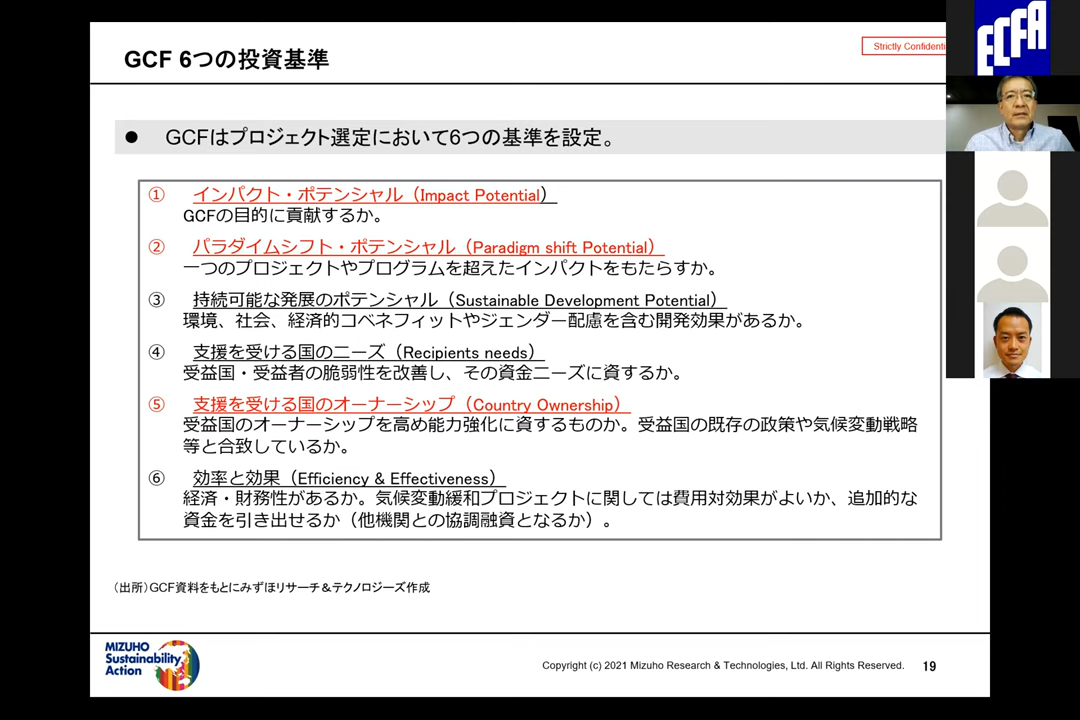 GCF 6つの投資基準
Strictly Confidenti
ECFA
● GCFはプロジェクト選定において6つの基準を設定。
① インパクト・ポテンシャル（Impact Potential）
GCFの目的に貢献するか。
② パラダイムシフト・ポテンシャル（Paradigm shift Potential）
一つのプロジェクトやプログラムを超えたインパクトをもたらすか。
③ 持続可能な発展のポテンシャル（Sustainable Development Potential）
環境、社会、経済的コベネフィットやジェンダー配慮を含む開発効果があるか。
④ 支援を受ける国のニーズ（Recipients needs）
受益国・受益者の脆弱性を改善し、その資金ニーズに資するか。
⑤ 支援を受ける国のオーナーシップ（Country Ownership）
受益国のオーナーシップを高め能力強化に資するものか。受益国の既存の政策や気候変動戦略
等と合致しているか。
⑥ 効率と効果（Efficiency & Effectiveness）
経済・財務性があるか。気候変動緩和プロジェクトに関しては費用対効果がよいか、追加的な
資金を引き出せるか（他機関との協調融資となるか）。
（出所）GCF資料をもとにみずほリサーチ＆テクノロジーズ作成
MIZUHO
Sustainability
Action
Copyright (c) 2021 Mizuho Research & Technologies, Ltd. All Rights Reserved.
19